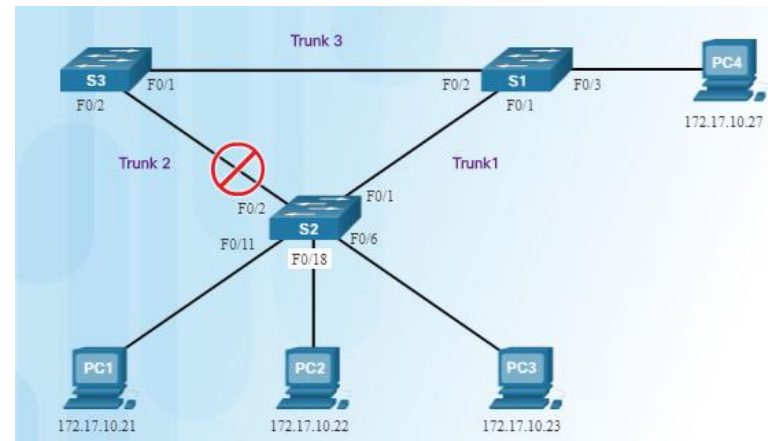 Trunk 3
S3
F0/1
F0/2
F0/2
S1
F0/1
F0/3
PC4
172.17.10.27
Trunk 2
Trunk1
F0/2
F0/1
S2
F0/11
F0/18
F0/6
PC1
PC2
PC3
172.17.10.21
172.17.10.22
172.17.10.23